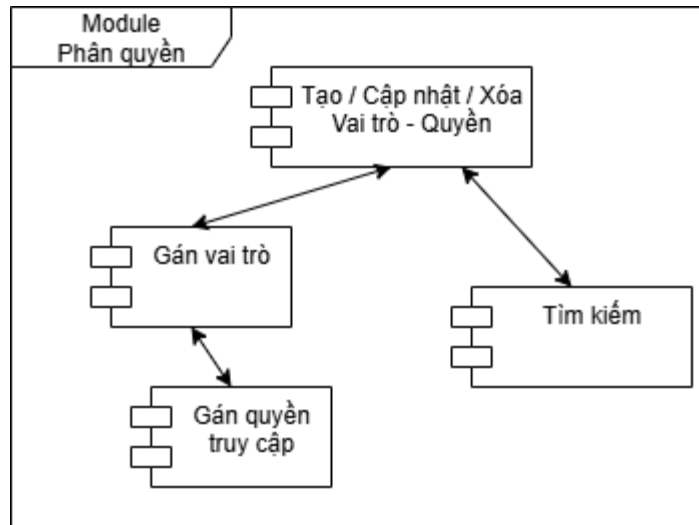 Module
Phân quyền
Tạo / Cập nhật / Xóa
Vai trò - Quyền
Gán vai trò
Tìm kiếm
Gán quyền
truy cập